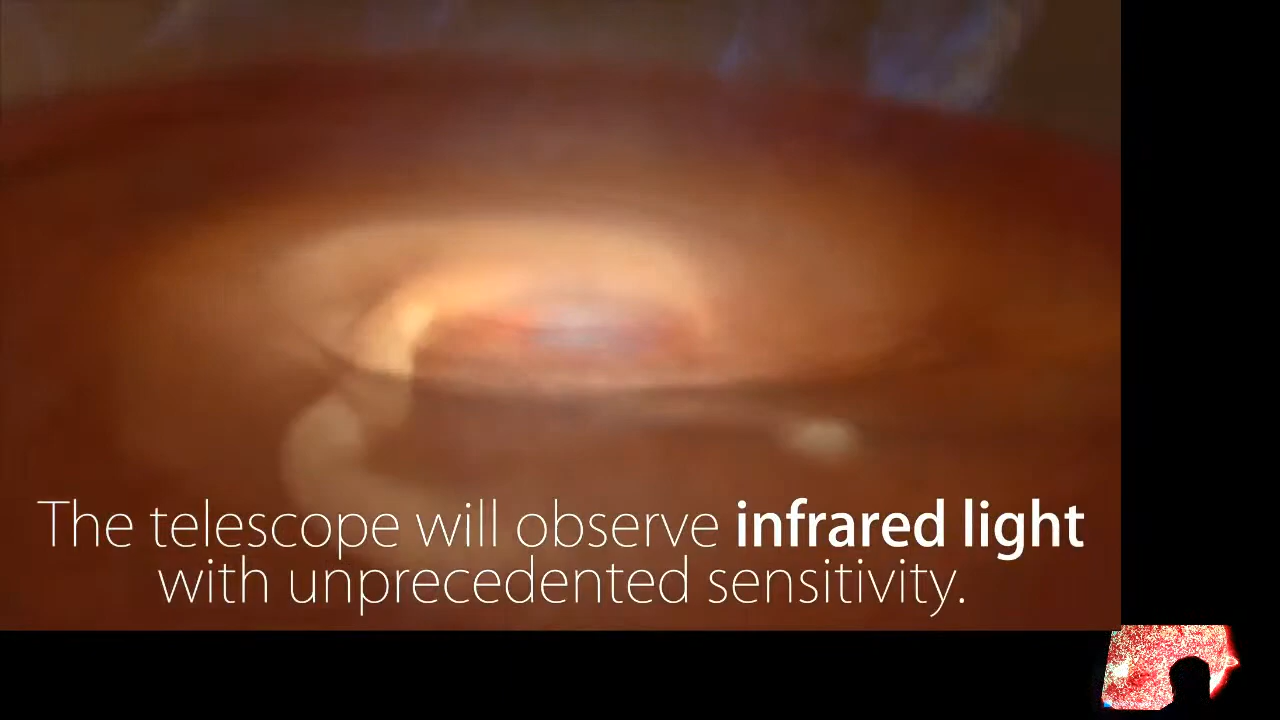 The telescope will observe infrared light
with unprecedented sensitivity.